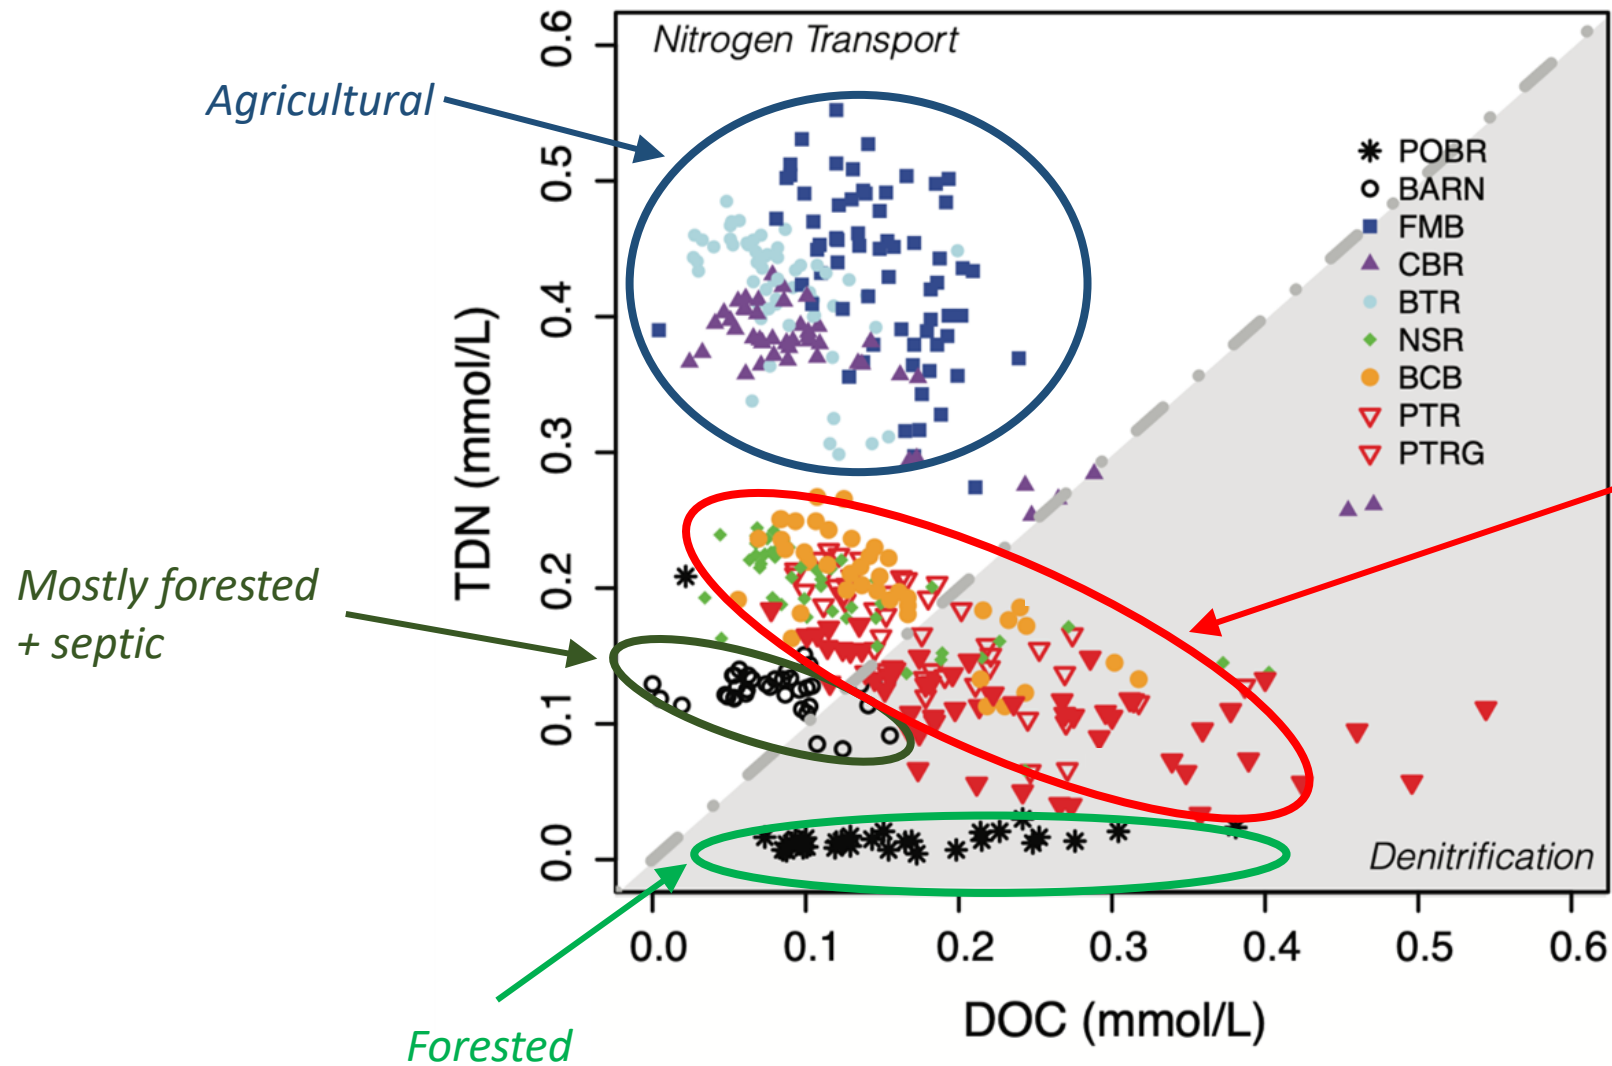 Nitrogen Transport
Agricultural
Mostly forested
+ septic
Forested
Denitrification
POBR
BARN
FMB
CBR
BTR
NSR
BCB
PTR
PTRG
TDN (mmol/L)
0.6
0.5
0.4
0.3
0.2
0.1
0.0
0.0 0.1 0.2 0.3 0.4 0.5 0.6
DOC (mmol/L)